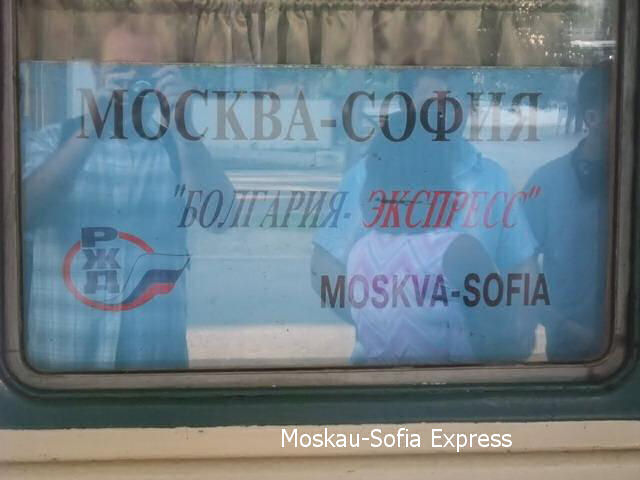 МОСКВА-СОФИЯ
"БОЛГАРИЯ- ЭКСПРЕСС"
РЖД
MOSKVA-SOFIA
Moskau-Sofia Express